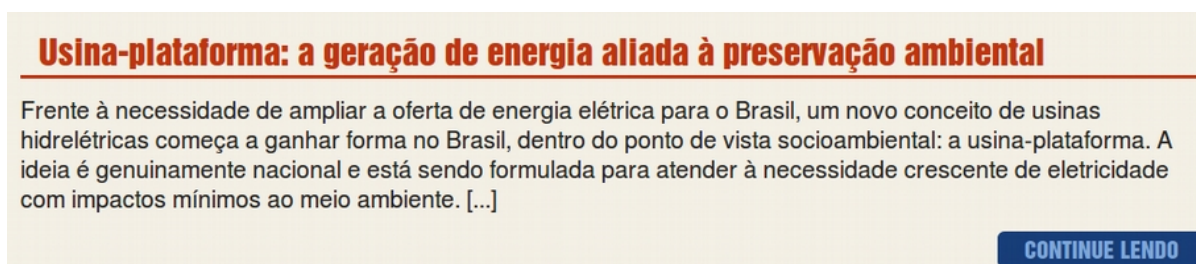 Usina-plataforma: a geração de energia aliada à preservação ambiental
Frente à necessidade de ampliar a oferta de energia elétrica para o Brasil, um novo conceito de usinas
hidrelétricas começa a ganhar forma no Brasil, dentro do ponto de vista socioambiental: a usina-plataforma. A
ideia é genuinamente nacional e está sendo formulada para atender à necessidade crescente de eletricidade
com impactos mínimos ao meio ambiente. [...]
CONTINUE LENDO